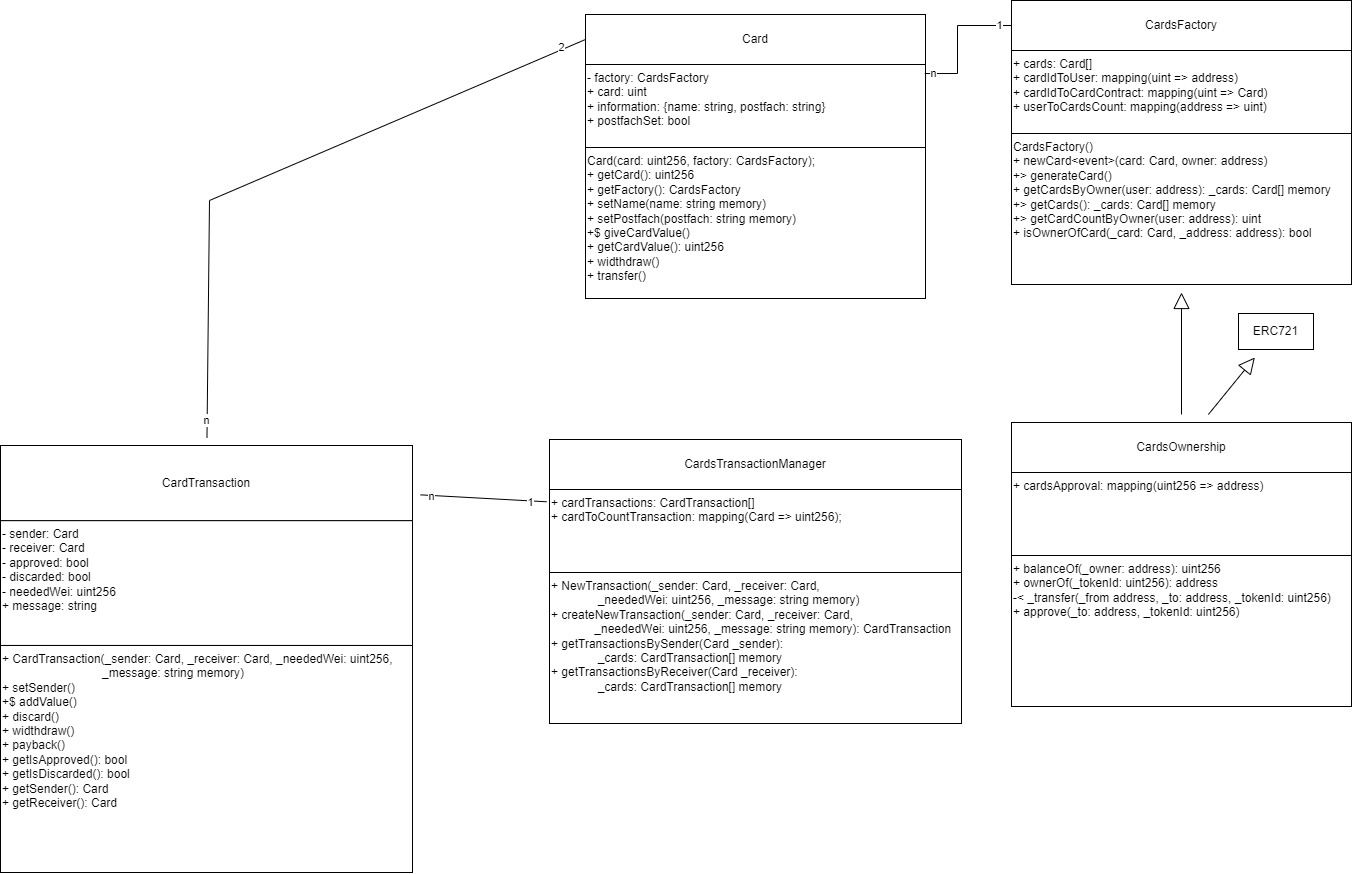 Card
- factory: CardsFactory
+ card: uint
+ information: {name: string, postfach: string}
+ postfachSet: bool
Card(card: uint256, factory: CardsFactory);
+ getCard(): uint256
+ getFactory(): CardsFactory
+ setName(name: string memory)
+ setPostfach(postfach: string memory)
+$ giveCardValue()
+ getCardValue(): uint256
+ widthdraw()
+ transfer()
2
n
n
1
CardsFactory
+ cards: Card[]
+ cardIdToUser: mapping(uint => address)
+ cardIdToCardContract: mapping(uint => Card)
+ userToCardsCount: mapping(address => uint)
CardsFactory()
+ newCard<event>(card: Card, owner: address)
+> generateCard()
+ getCardsByOwner(user: address): _cards: Card[] memory
+> getCards(): _cards: Card[] memory
+> getCardCountByOwner(user: address): uint
+ isOwnerOfCard(_card: Card, _address: address): bool
ERC721
CardTransaction
- sender: Card
- receiver: Card
- approved: bool
- discarded: bool
- neededWei: uint256
+ message: string
+ CardTransaction(_sender: Card, _receiver: Card, _neededWei: uint256,
_message: string memory)
+ setSender()
+$ addValue()
+ discard()
+ widthdraw()
+ payback()
+ getIsApproved(): bool
+ getIsDiscarded(): bool
+ getSender(): Card
+ getReceiver(): Card
n
1
CardsTransactionManager
+ cardTransactions: CardTransaction[]
+ cardToCountTransaction: mapping(Card => uint256);
+ NewTransaction(_sender: Card, _receiver: Card,
_neededWei: uint256, _message: string memory)
+ createNewTransaction(_sender: Card, _receiver: Card,
_neededWei: uint256, _message: string memory): CardTransaction
+ getTransactionsBySender(Card _sender):
_cards: CardTransaction[] memory
+ getTransactionsByReceiver(Card _receiver):
_cards: CardTransaction[] memory
CardsOwnership
+ cardsApproval: mapping(uint256 => address)
+ balanceOf(_owner: address): uint256
+ ownerOf(_tokenId: uint256): address
-< _transfer(_from address, _to: address, _tokenId: uint256)
+ approve(_to: address, _tokenId: uint256)